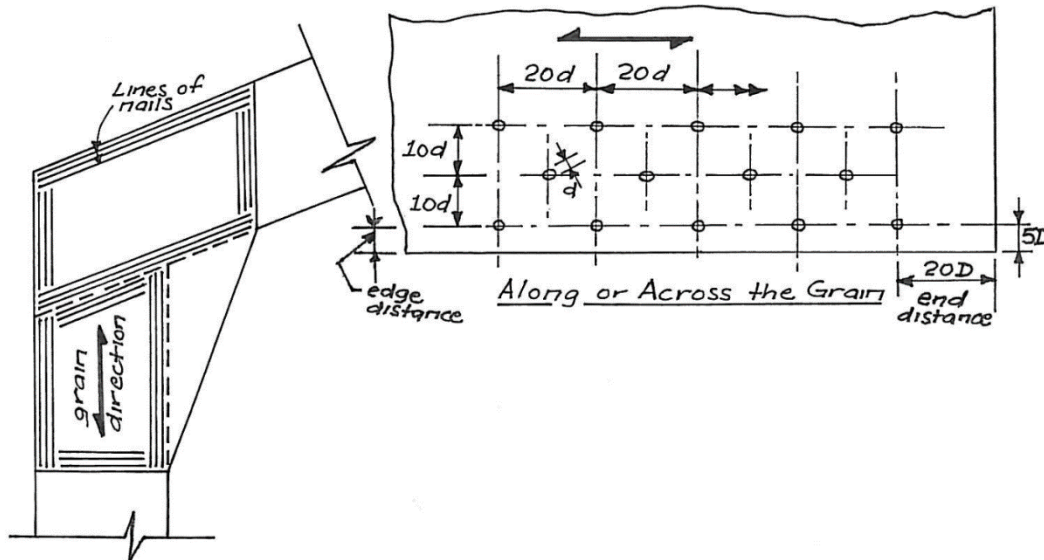 Lines of
nails
grain
direction
edge
distance
20d
20d
10d
10d
d
5D
20D
end
distance
Along or Across the Grain